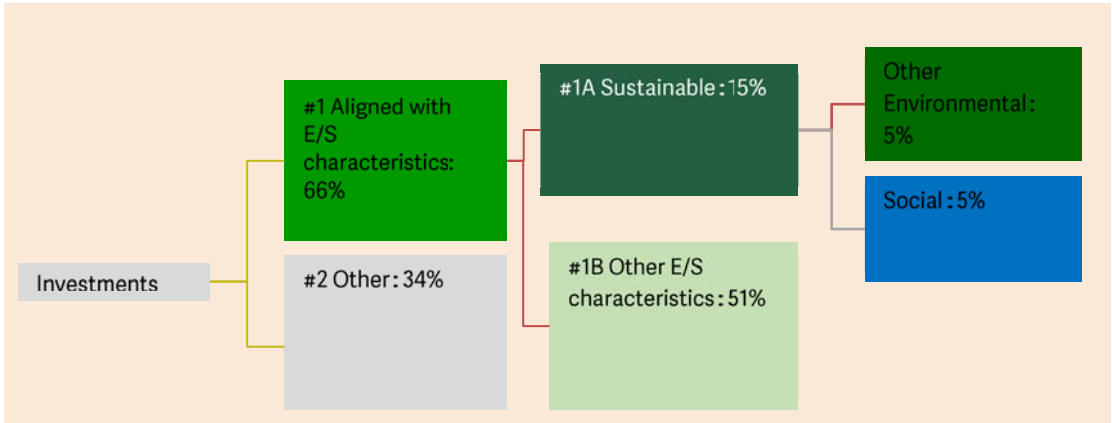 Investments
#1 Aligned with
E/S
characteristics:
66%
#2 Other: 34%
#1A Sustainable: 15%
#1B Other E/S
characteristics: 51%
Other
Environmental:
5%
Social: 5%